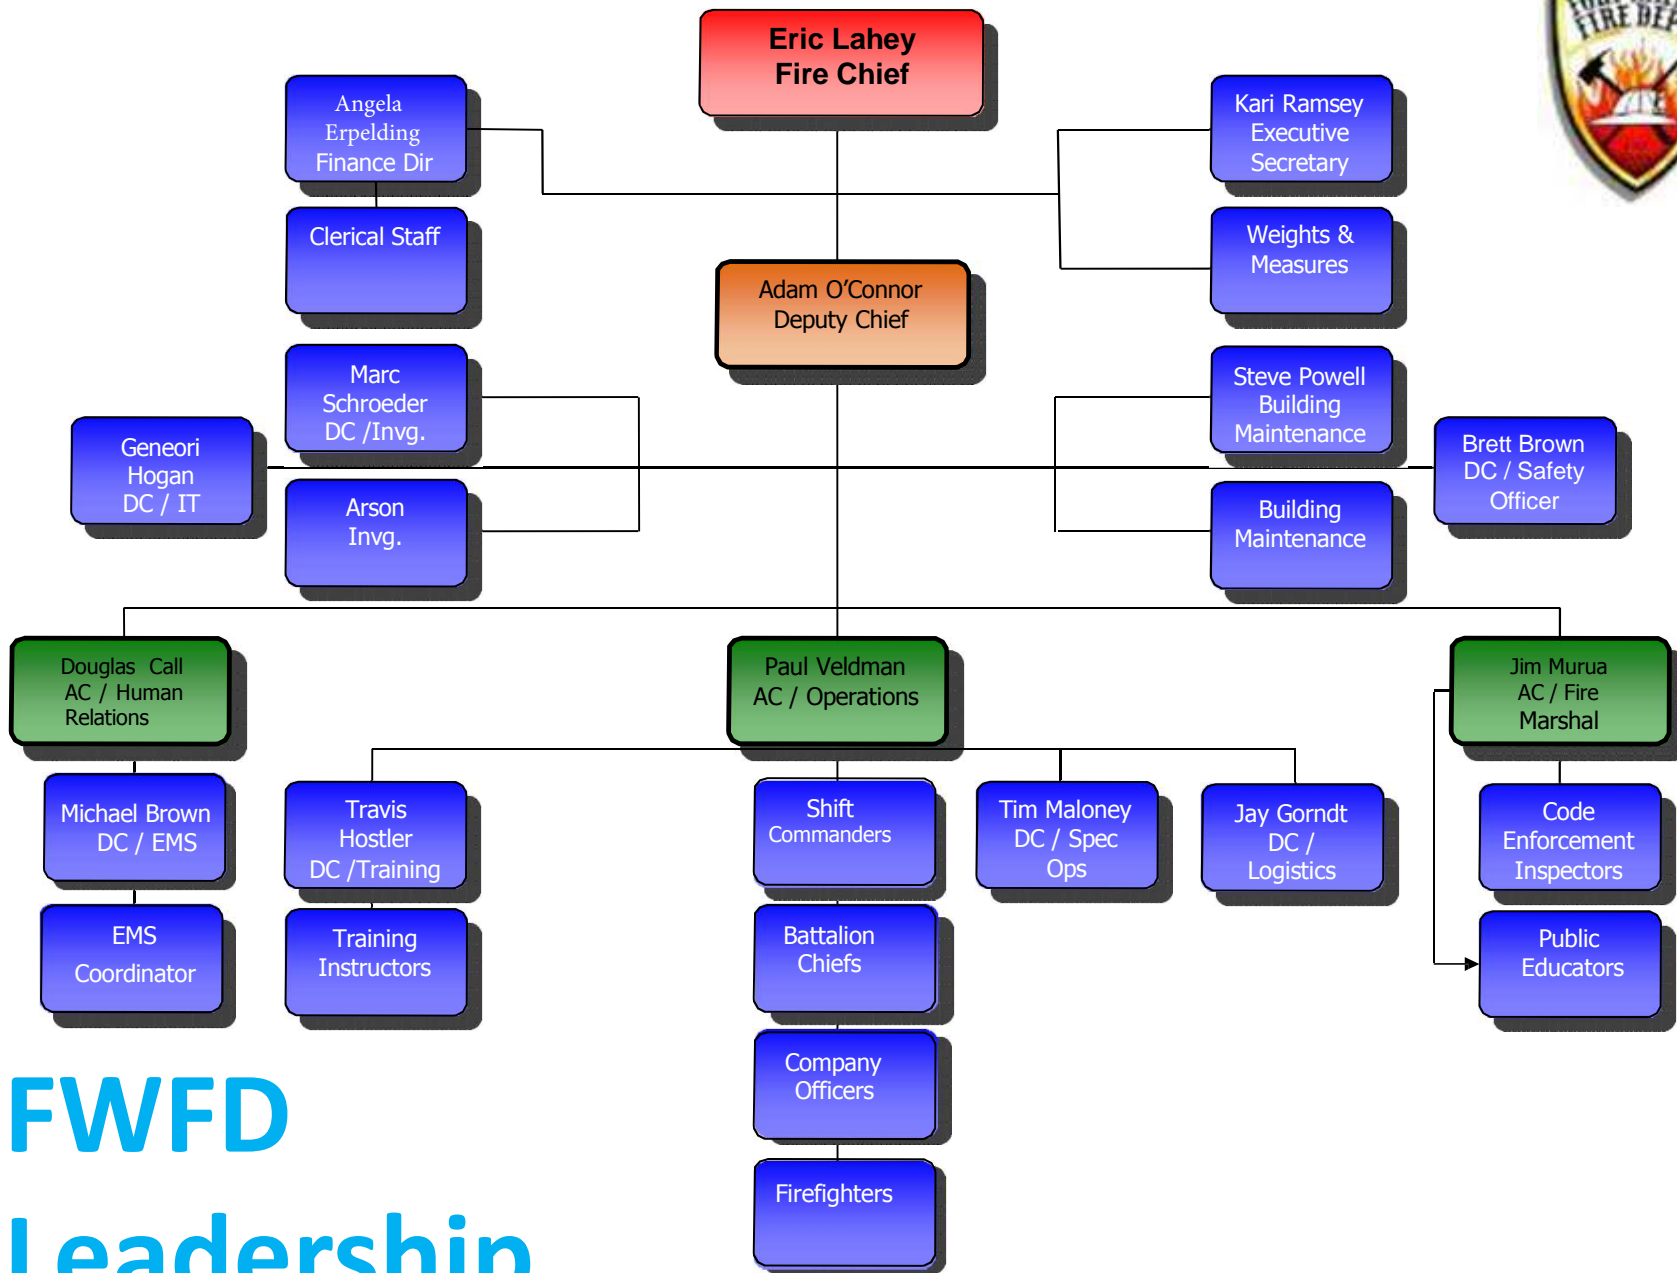 FIRE DEP
Eric Lahey
Fire Chief
Angela
Erpelding
Finance Dir
Kari Ramsey
Executive
Secretary
Clerical Staff
Weights &
Measures
Adam O’Connor
Deputy Chief
Marc
Schroeder
DC /Invg.
Steve Powell
Building
Maintenance
Geneori
Hogan
DC / IT
Brett Brown
DC / Safety
Officer
Arson
Invg.
Building
Maintenance
Douglas Call
AC / Human
Relations
Paul Veldman
AC / Operations
Jim Murua
AC / Fire
Marshal
Michael Brown
DC / EMS
Travis
Hostler
DC /Training
Shift
Commanders
Tim Maloney
DC / Spec
Ops
Jay Gorndt
DC /
Logistics
Code
Enforcement
Inspectors
EMS
Coordinator
Training
Instructors
Battalion
Chiefs
Public
Educators
Company
Officers
Firefighters
FWFD
Leadership